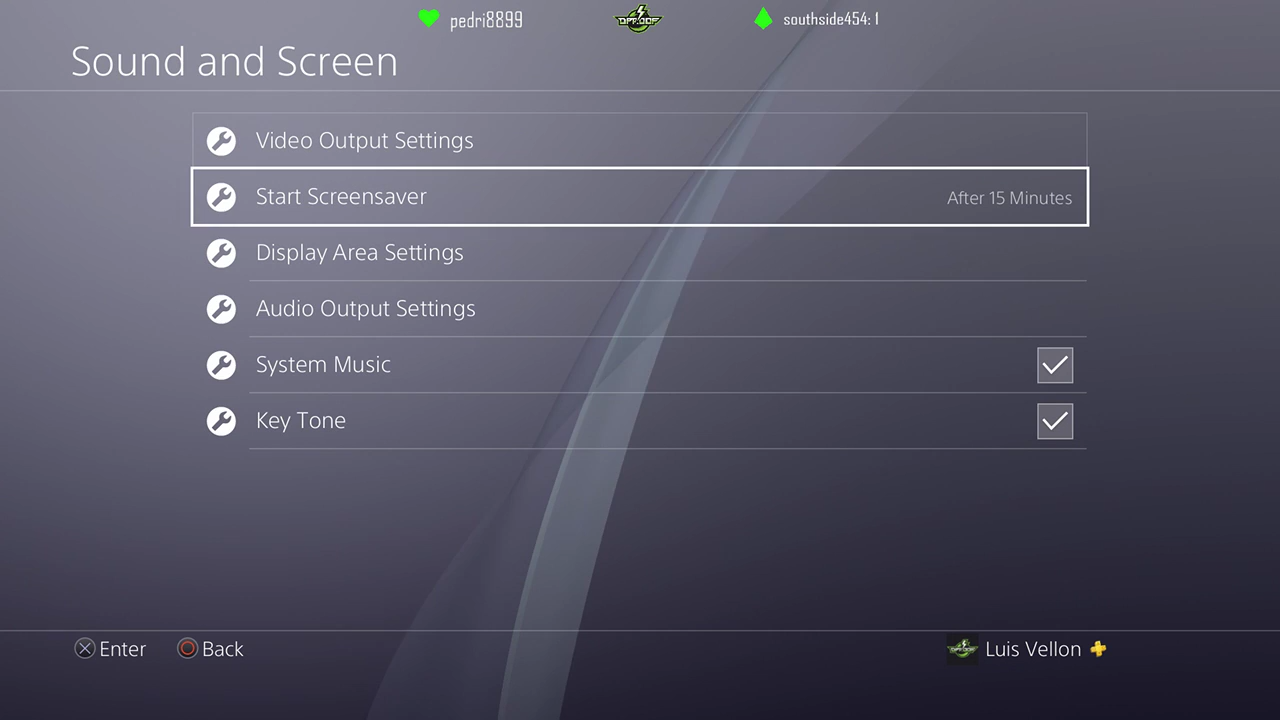 pedri8899
southside454: 1
Sound and Screen
Video Output Settings
Start Screensaver
After 15 Minutes
Display Area Settings
Audio Output Settings
System Music
Key Tone
Enter
Back
Luis Vellon